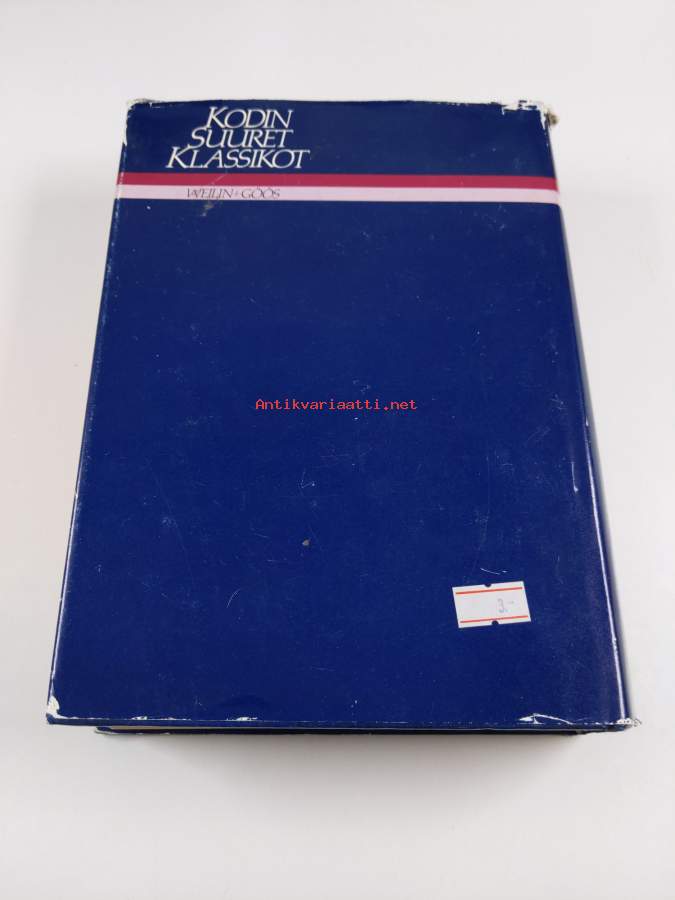 KODIN
SUURET
KLASSIKOT
WEILIN+GÖÖS
Antikvariaatti.net
3.-